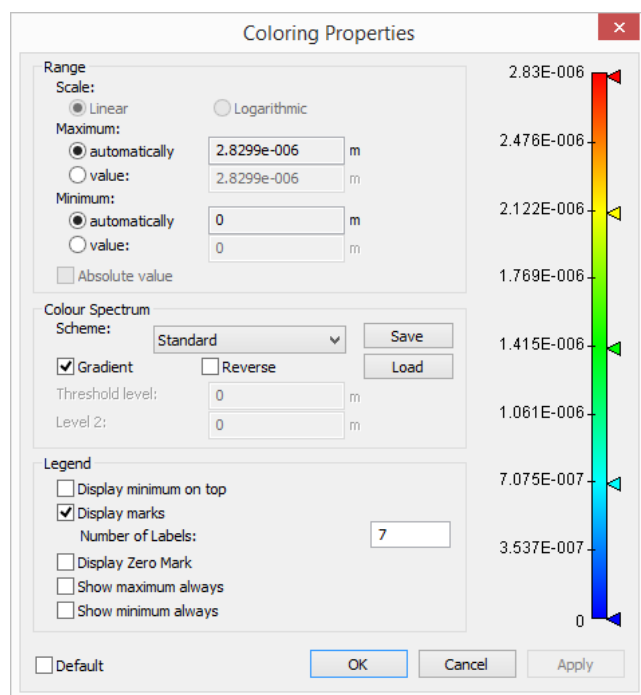 Coloring Properties
Range
Scale:
Linear Logarithmic
Maximum:
automatically 2.8299e-006 m
value: 2.8299e-006 m
Minimum:
automatically 0 m
value: 0 m
Absolute value
Colour Spectrum
Scheme: Standard Save
Gradient Reverse Load
Threshold level: 0 m
Level 2: 0 m
Legend
Display minimum on top
Display marks
Number of Labels: 7
Display Zero Mark
Show maximum always
Show minimum always
Default OK Cancel Apply
2.83E-006
2.476E-006
2.122E-006
1.769E-006
1.415E-006
1.061E-006
7.075E-007
3.537E-007
0